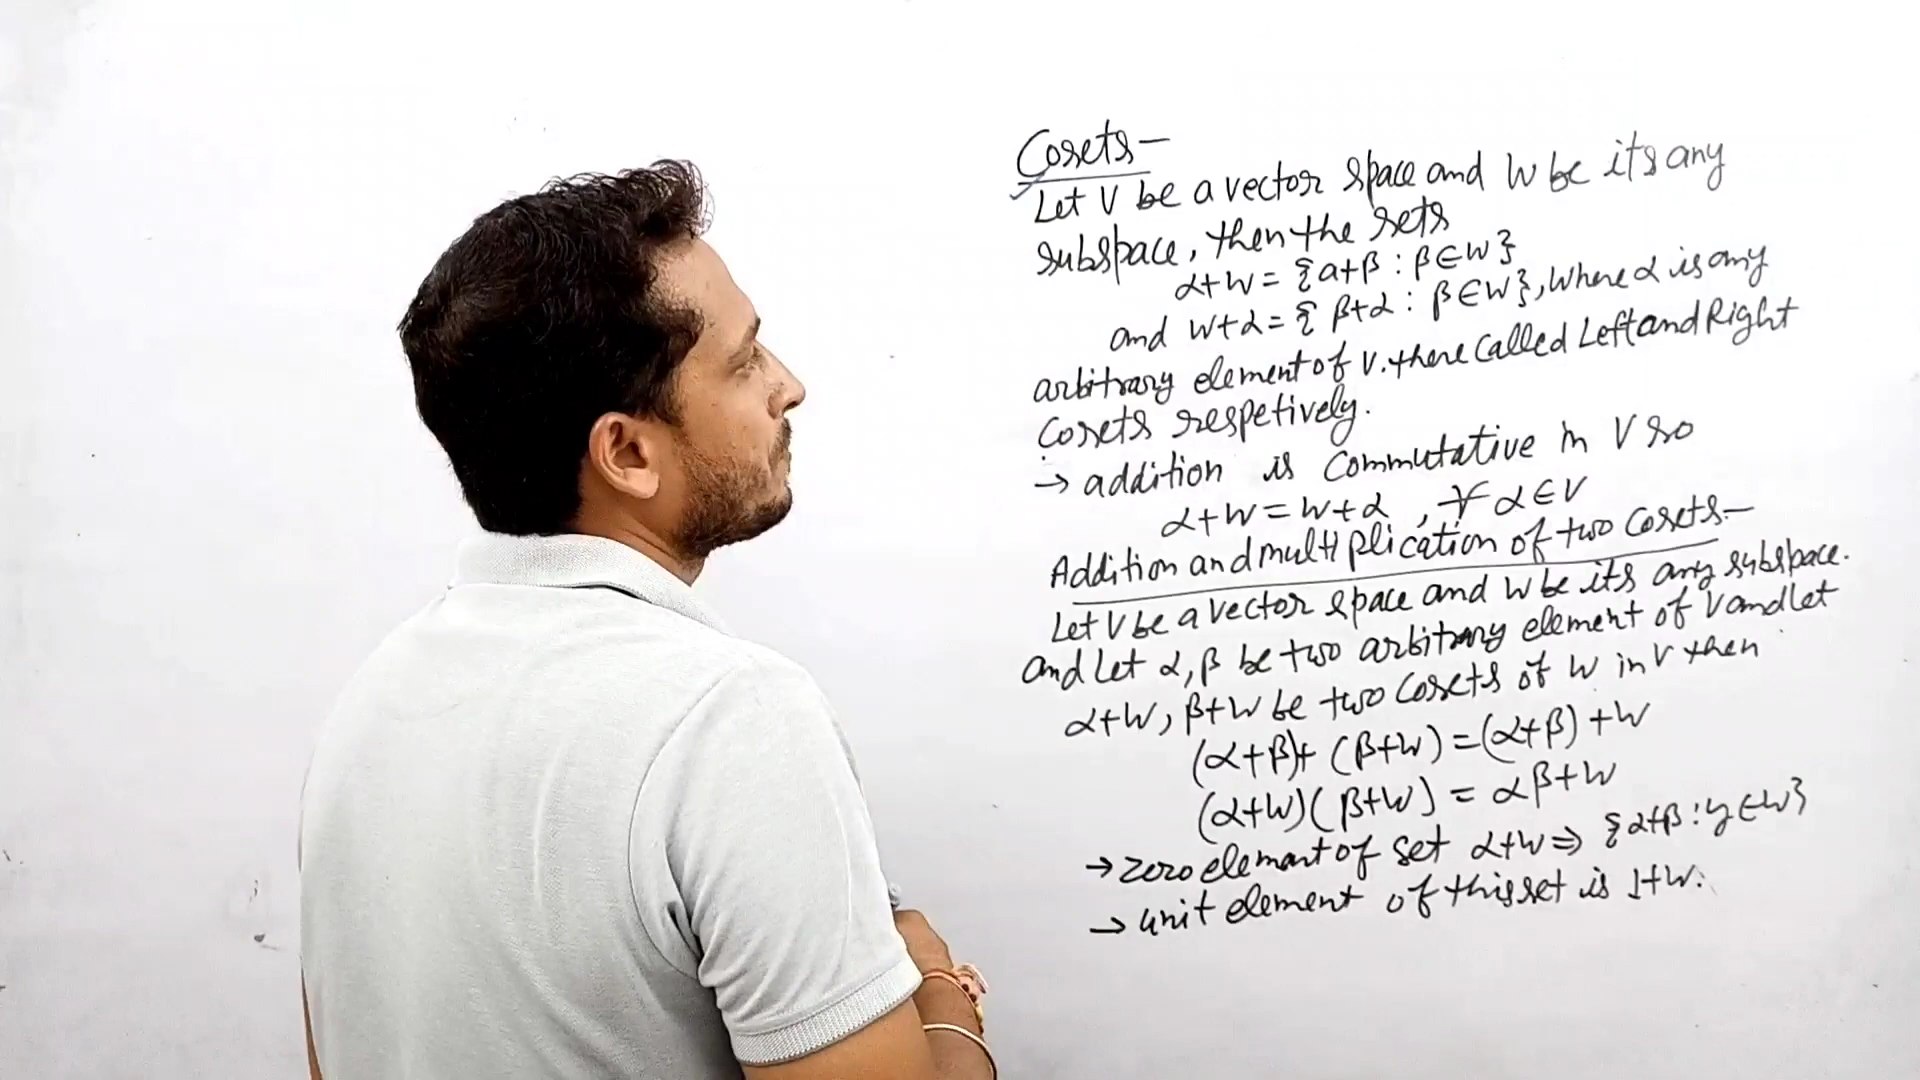 Cosets-
Let V be a vector space and W be its any
subspace, then the sets
α+W = {a+β : β∈W}
and W+α = { β+α : β∈W}, where α is any
arbitrary element of V. there called Left and Right
Cosets respetively.
→ addition is commutative in V so
α+W = W+α , ∀ α∈V
Addition and multiplication of two cosets-
Let V be a vector space and W be its any subspace.
and let α, β be two arbitrary element of V and let
α+W, β+W be two cosets of W in V then
(α+β)+ (β+W) = (α+β) +W
(α+W)(β+W) = αβ+W
→ zero element of set α+W ⇒ {α+β : y∈W}
→ unit element of this set is 1+W.